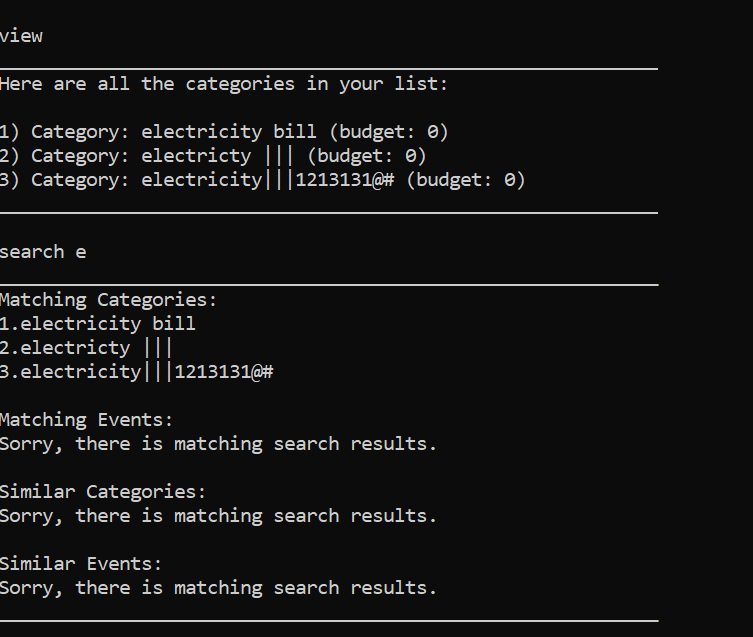 view
Here are all the categories in your list:
1) Category: electricity bill (budget: 0)
2) Category: electricty ||| (budget: 0)
3) Category: electricity|||1213131@# (budget: 0)
search e
Matching Categories:
1.electricity bill
2.electricty |||
3.electricity|||1213131@#
Matching Events:
Sorry, there is matching search results.
Similar Categories:
Sorry, there is matching search results.
Similar Events:
Sorry, there is matching search results.